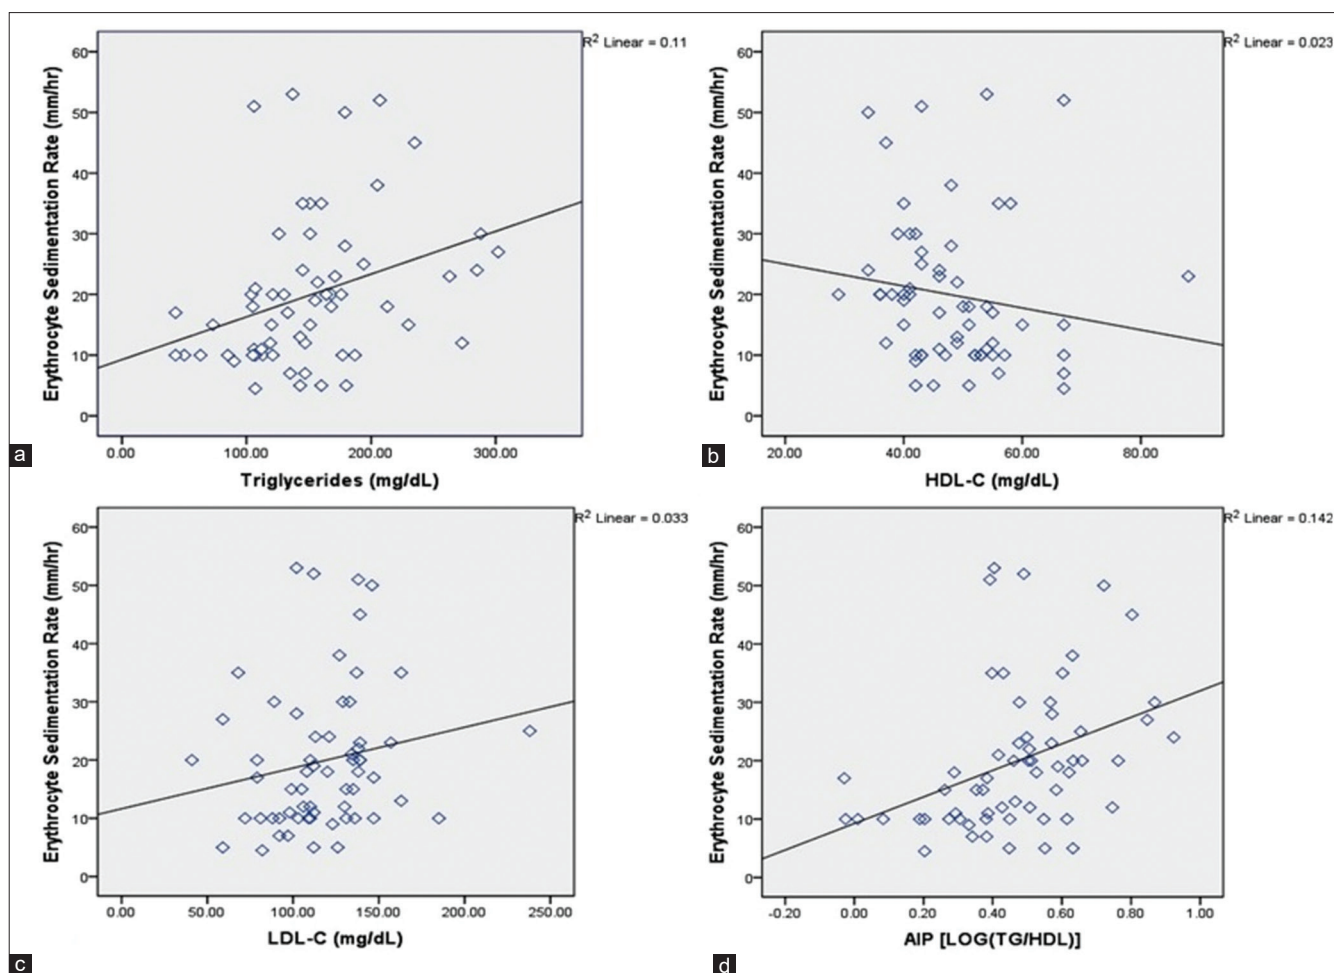 R² Linear = 0.11
Erythrocyte Sedimentation Rate (mm/hr)
60
50
40
30
20
10
0
0.00 100.00 200.00 300.00
Triglycerides (mg/dL)
a
R² Linear = 0.023
Erythrocyte Sedimentation Rate (mm/hr)
60
50
40
30
20
10
0
20.00 40.00 60.00 80.00
HDL-C (mg/dL)
b
R² Linear = 0.033
Erythrocyte Sedimentation Rate (mm/hr)
60
50
40
30
20
10
0
0.00 50.00 100.00 150.00 200.00 250.00
LDL-C (mg/dL)
c
R² Linear = 0.142
Erythrocyte Sedimentation Rate (mm/hr)
60
50
40
30
20
10
0
-0.20 0.00 0.20 0.40 0.60 0.80 1.00
AIP [LOG(TG/HDL)]
d